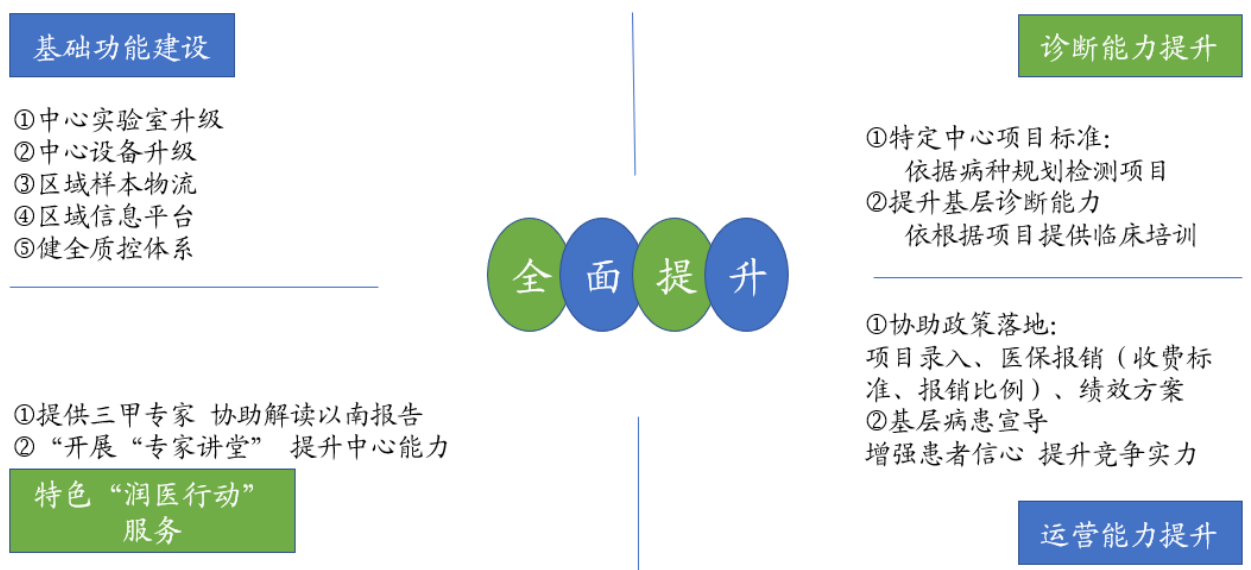 基础功能建设
①中心实验室升级
②中心设备升级
③区域样本物流
④区域信息平台
⑤健全质控体系
诊断能力提升
①特定中心项目标准:
依据病种规划检测项目
②提升基层诊断能力
依根据项目提供临床培训
全面提升
①提供三甲专家 协助解读以南报告
②“开展“专家讲堂” 提升中心能力
特色“润医行动”
服务
①协助政策落地:
项目录入、医保报销（收费标
准、报销比例）、绩效方案
②基层病患宣导
增强患者信心 提升竞争实力
运营能力提升